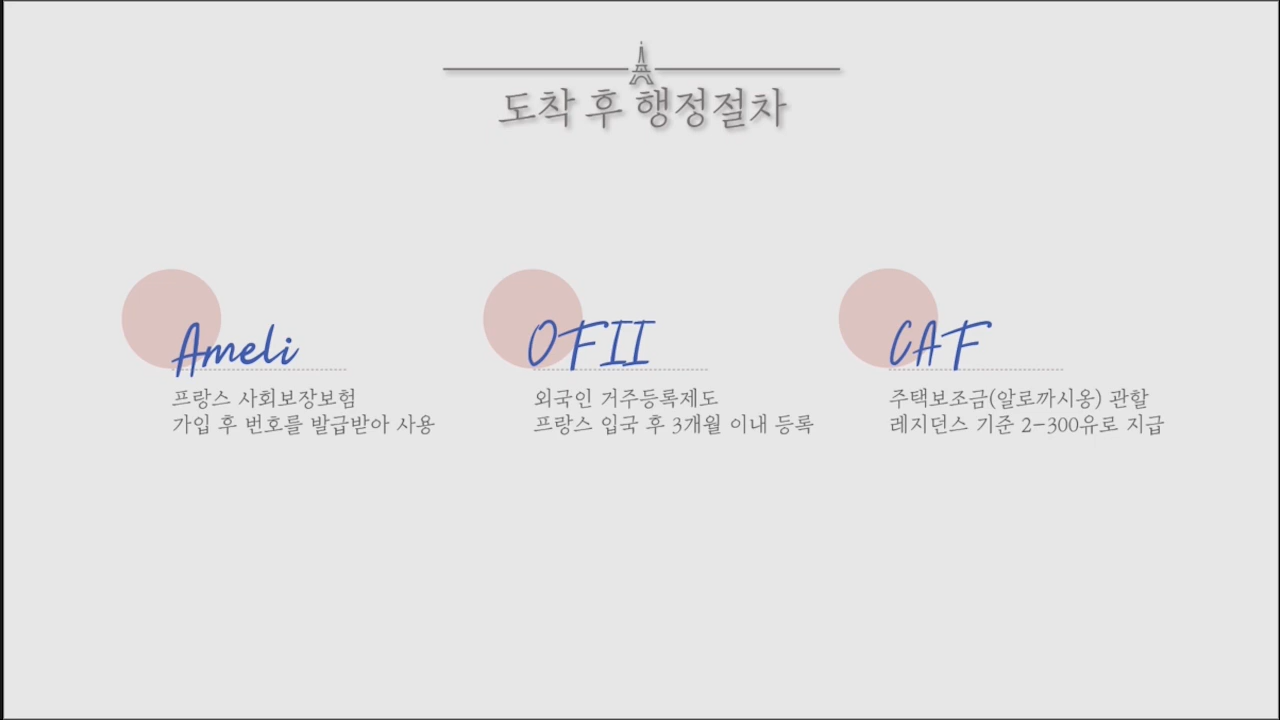 도착 후 행정절차
Ameli
프랑스 사회보장보험
가입 후 번호를 발급받아 사용
OFII
외국인 거주등록제도
프랑스 입국 후 3개월 이내 등록
CAF
주택보조금(알로까시옹) 관할
레지던스 기준 2-300유로 지급